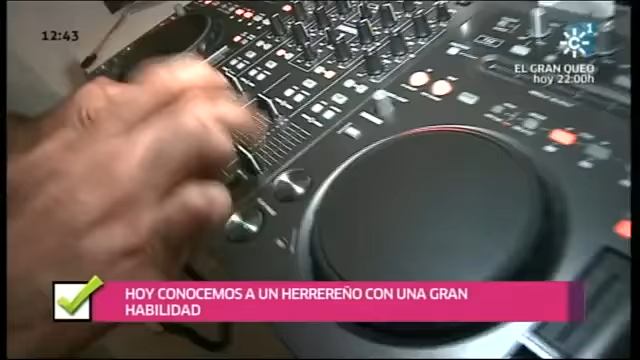 12:43
EL GRAN QUEO
hoy 22:00h
HOY CONOCEMOS A UN HERREREÑO CON UNA GRAN
HABILIDAD